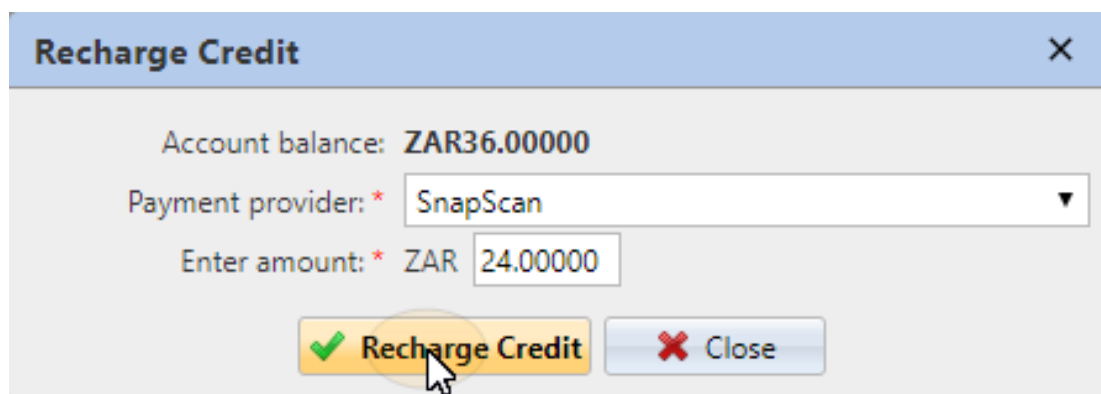 Recharge Credit
Account balance: ZAR36.00000
Payment provider: * SnapScan
Enter amount: * ZAR 24.00000
Recharge Credit Close